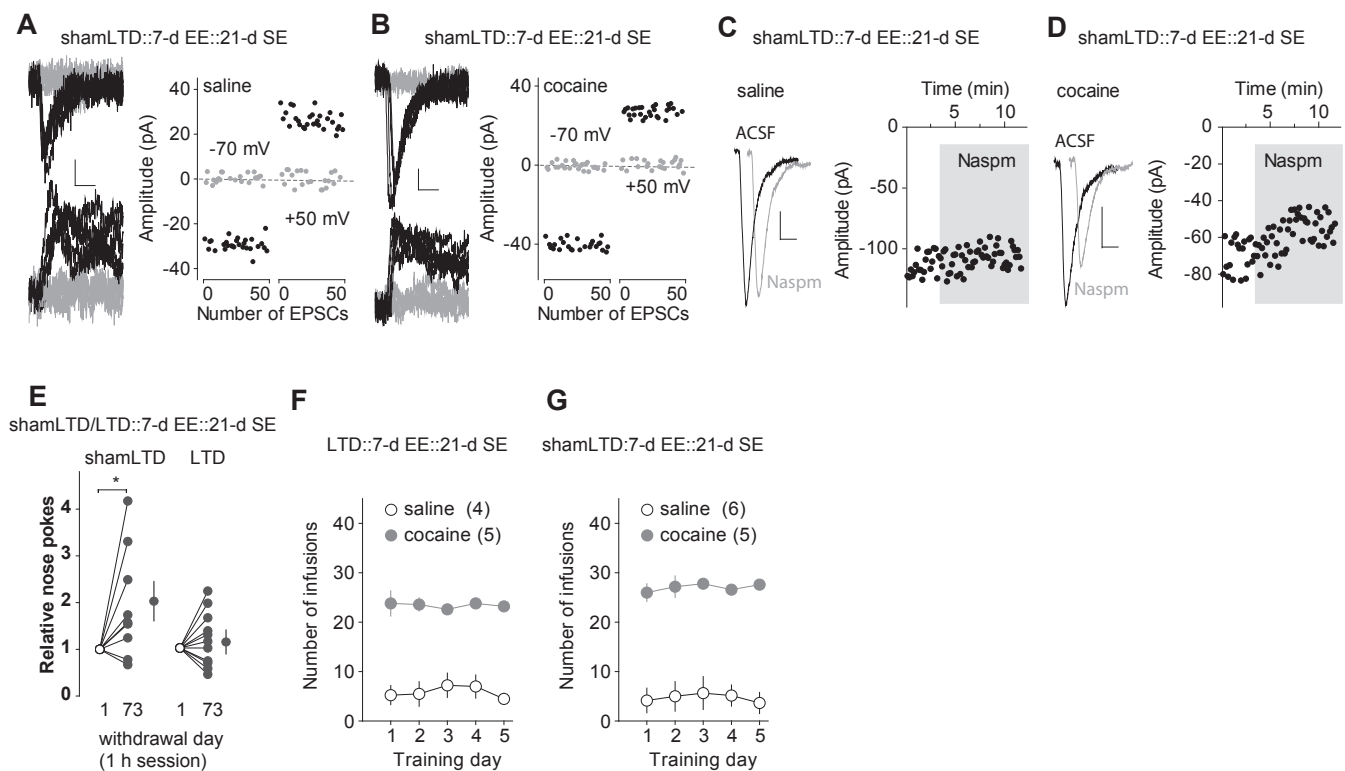 A
shamLTD::7-d EE::21-d SE
saline
Amplitude (pA)
40
20
0
-20
-40
-70 mV
+50 mV
0 50 0 50
Number of EPSCs
B
shamLTD::7-d EE::21-d SE
cocaine
Amplitude (pA)
40
0
-40
-70 mV
+50 mV
0 50 0 50
Number of EPSCs
C
shamLTD::7-d EE::21-d SE
saline
ACSF
Naspm
Time (min)
5 10
Amplitude (pA)
0
-50
-100
Naspm
D
shamLTD::7-d EE::21-d SE
cocaine
ACSF
Naspm
Time (min)
5 10
Amplitude (pA)
0
-20
-40
-60
-80
Naspm
E
shamLTD/LTD::7-d EE::21-d SE
shamLTD LTD
*
Relative nose pokes
4
3
2
1
0
1 73 1 73
withdrawal day
(1 h session)
F
LTD::7-d EE::21-d SE
saline (4)
cocaine (5)
Number of infusions
40
30
20
10
0
1 2 3 4 5
Training day
G
shamLTD:7-d EE::21-d SE
saline (6)
cocaine (5)
Number of infusions
40
30
20
10
0
1 2 3 4 5
Training day